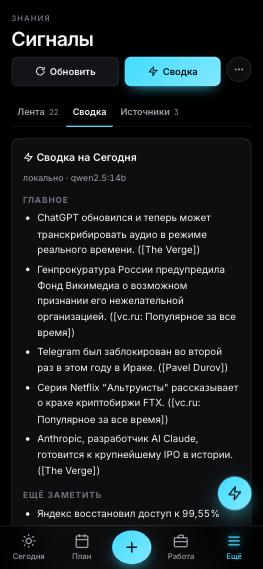 ЗНАНИЯ
Сигналы
Обновить
Сводка
Лента 22
Сводка
Источники 3
Сводка на Сегодня
локально · qwen2.5:14b
ГЛАВНОЕ
• ChatGPT обновился и теперь может
транскрибировать аудио в режиме
реального времени. ([The Verge])
• Генпрокуратура России предупредила
Фонд Викимедиа о возможном
признании его нежелательной
организацией. ([vc.ru: Популярное за все
время])
• Telegram был заблокирован во второй
раз в этом году в Ираке. ([Pavel Durov])
• Серия Netflix "Альтруисты" рассказывает
о крахе криптобиржи FTX. ([vc.ru:
Популярное за все время])
• Anthropic, разработчик AI Claude,
готовится к крупнейшему IPO в истории.
([The Verge])
ЕЩЁ ЗАМЕТИТЬ
• Яндекс восстановил доступ к 99,55%
Сегодня
План
Работа
Ещё